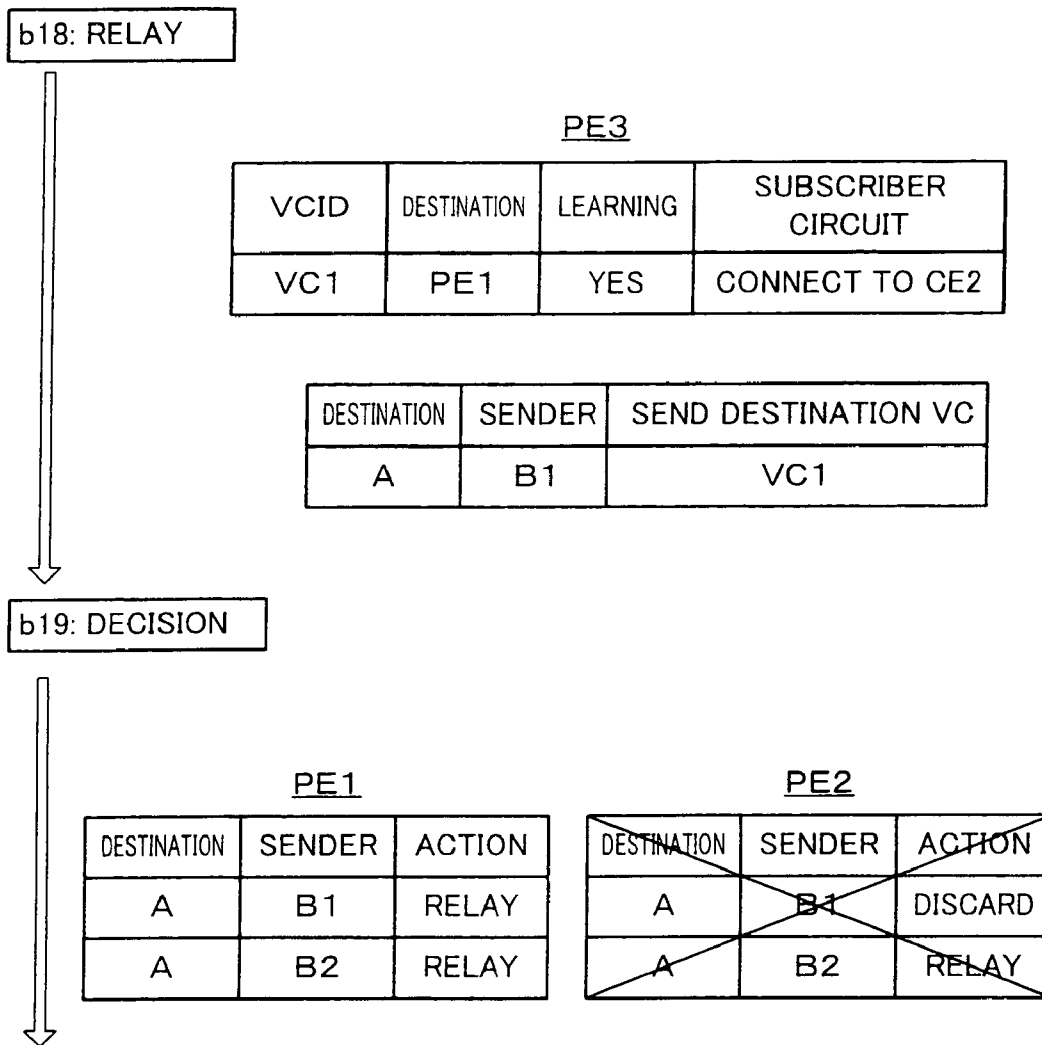 b18: RELAY
PE3
VCID DESTINATION LEARNING SUBSCRIBER CIRCUIT
VC1 PE1 YES CONNECT TO CE2
DESTINATION SENDER SEND DESTINATION VC
A B1 VC1
b19: DECISION
PE1
DESTINATION SENDER ACTION
A B1 RELAY
A B2 RELAY
PE2
DESTINATION SENDER ACTION
A B1 DISCARD
A B2 RELAY